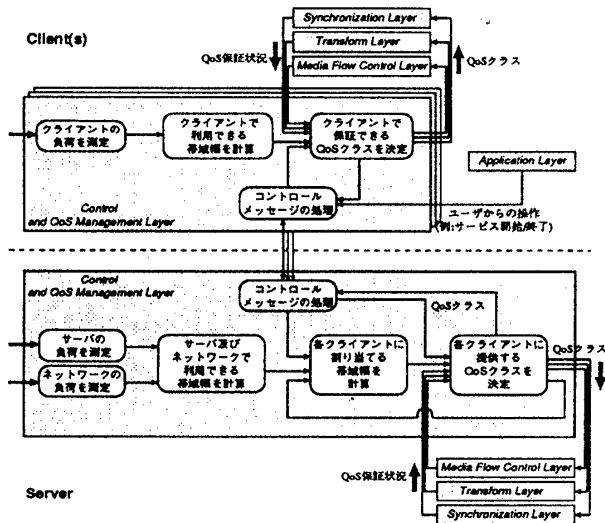 Synchronization Layer
Client(s)
Transform Layer
QoS保証状況
QoSクラス
Media Flow Control Layer
クライアントの
負荷を測定
クライアントで
利用できる
帯域幅を計算
クライアントで
保証できる
QoSクラスを決定
Application Layer
コントロール
メッセージの処理
Control
and QoS Management Layer
ユーザからの操作
(例:サービス開始/終了)
Control
and QoS Management Layer
コントロール
メッセージの処理
QoSクラス
サーバの
負荷を測定
ネットワークの
負荷を測定
サーバ及び
ネットワークで
利用できる
帯域幅を計算
各クライアントに
割り当てる
帯域幅を
計算
各クライアントに
提供する
QoSクラスを
決定
QoSクラス
QoS保証状況
Media Flow Control Layer
Transform Layer
Server
Synchronization Layer